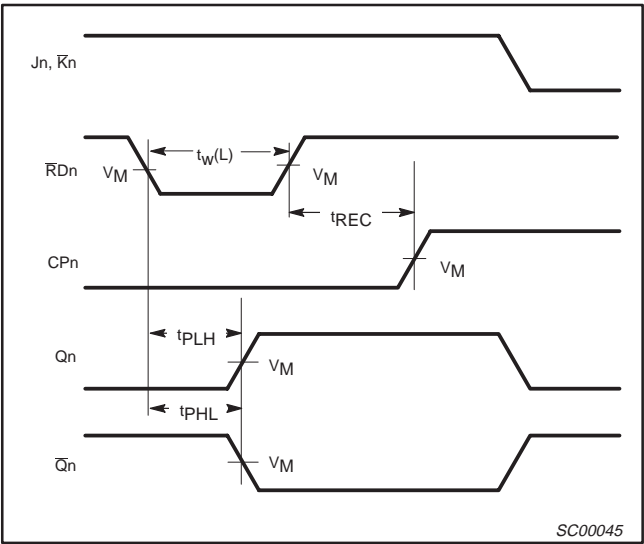 Jn, K̅n
tW(L)
R̅Dn
VM VM
tREC
CPn
VM
tPLH
Qn
VM
tPHL
Q̅n
VM
SC00045